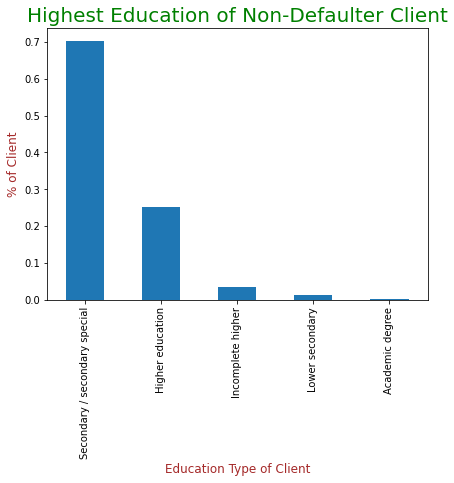 Highest Education of Non-Defaulter Client
% of Client
0.7
0.6
0.5
0.4
0.3
0.2
0.1
0.0
Secondary / secondary special
Higher education
Incomplete higher
Lower secondary
Academic degree
Education Type of Client